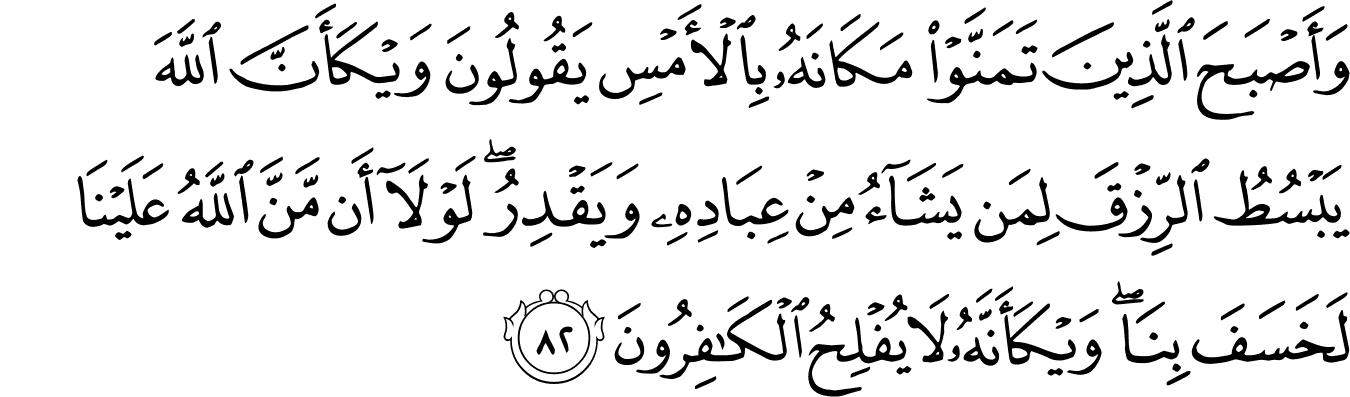 وَأَصۡبَحَ ٱلَّذِينَ تَمَنَّوۡاْ مَكَانَهُۥ بِٱلۡأَمۡسِ يَقُولُونَ وَيۡكَأَنَّ ٱللَّهَ
يَبۡسُطُ ٱلرِّزۡقَ لِمَن يَشَآءُ مِنۡ عِبَادِهِۦ وَيَقۡدِرُۖ لَوۡلَآ أَن مَّنَّ ٱللَّهُ عَلَيۡنَا
لَخَسَفَ بِنَاۖ وَيۡكَأَنَّهُۥ لَا يُفۡلِحُ ٱلۡكَٰفِرُونَ ٨٢